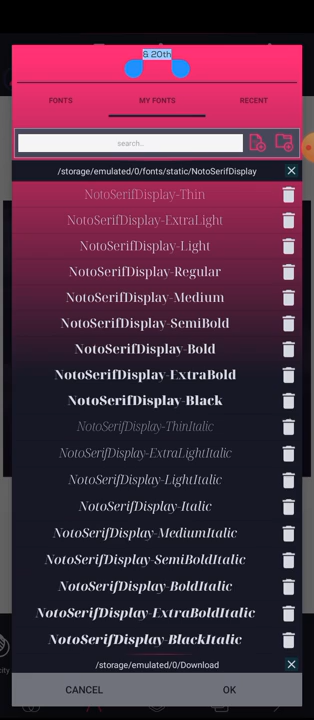 & 20th
FONTS MY FONTS RECENT
search...
/storage/emulated/0/fonts/static/NotoSerifDisplay
NotoSerifDisplay-Thin
NotoSerifDisplay-ExtraLight
NotoSerifDisplay-Light
NotoSerifDisplay-Regular
NotoSerifDisplay-Medium
NotoSerifDisplay-SemiBold
NotoSerifDisplay-Bold
NotoSerifDisplay-ExtraBold
NotoSerifDisplay-Black
NotoSerifDisplay-ThinItalic
NotoSerifDisplay-ExtraLightItalic
NotoSerifDisplay-LightItalic
NotoSerifDisplay-Italic
NotoSerifDisplay-MediumItalic
NotoSerifDisplay-SemiBoldItalic
NotoSerifDisplay-BoldItalic
NotoSerifDisplay-ExtraBoldItalic
NotoSerifDisplay-BlackItalic
/storage/emulated/0/Download
CANCEL OK